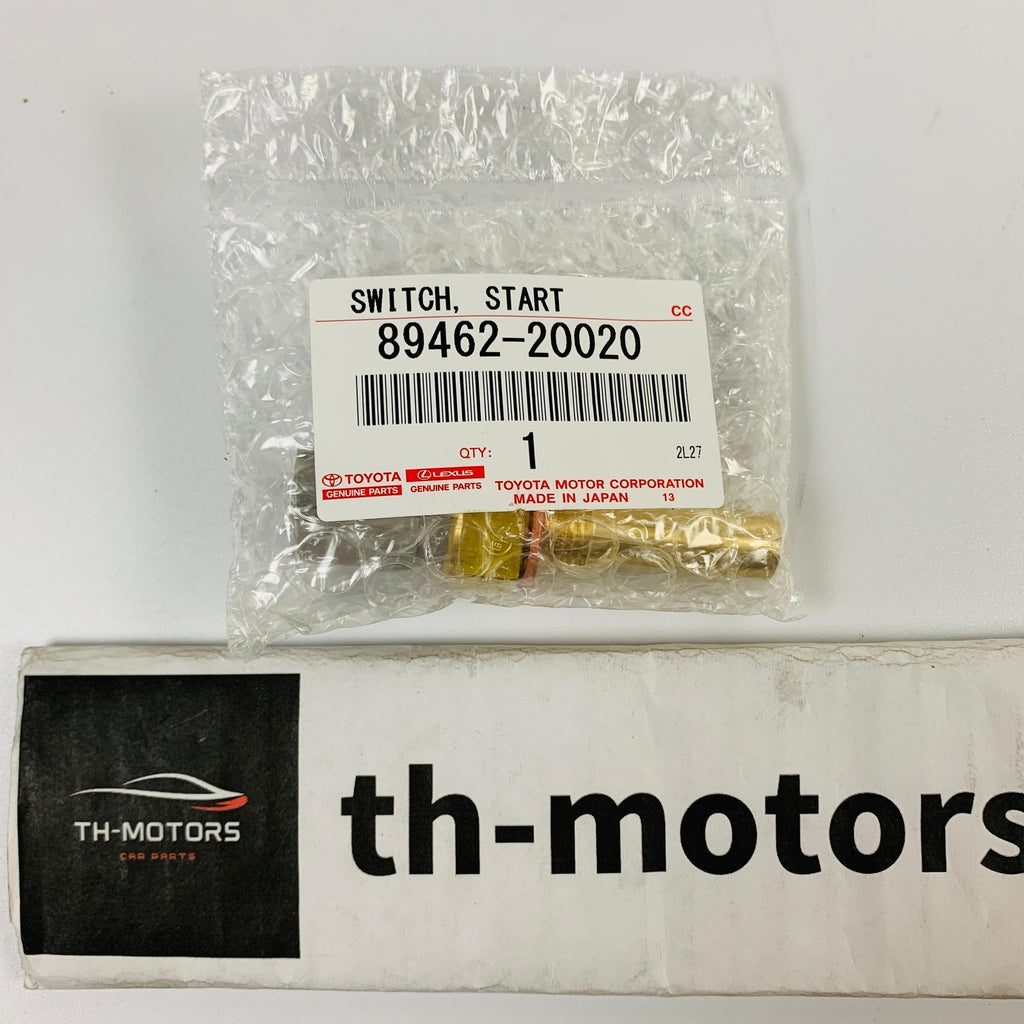 SWITCH, START
CC
89462-20020
QTY: 1
2L27
TOYOTA
GENUINE PARTS
LEXUS
GENUINE PARTS
TOYOTA MOTOR CORPORATION
MADE IN JAPAN 13
TH-MOTORS
CAR PARTS
th-motors